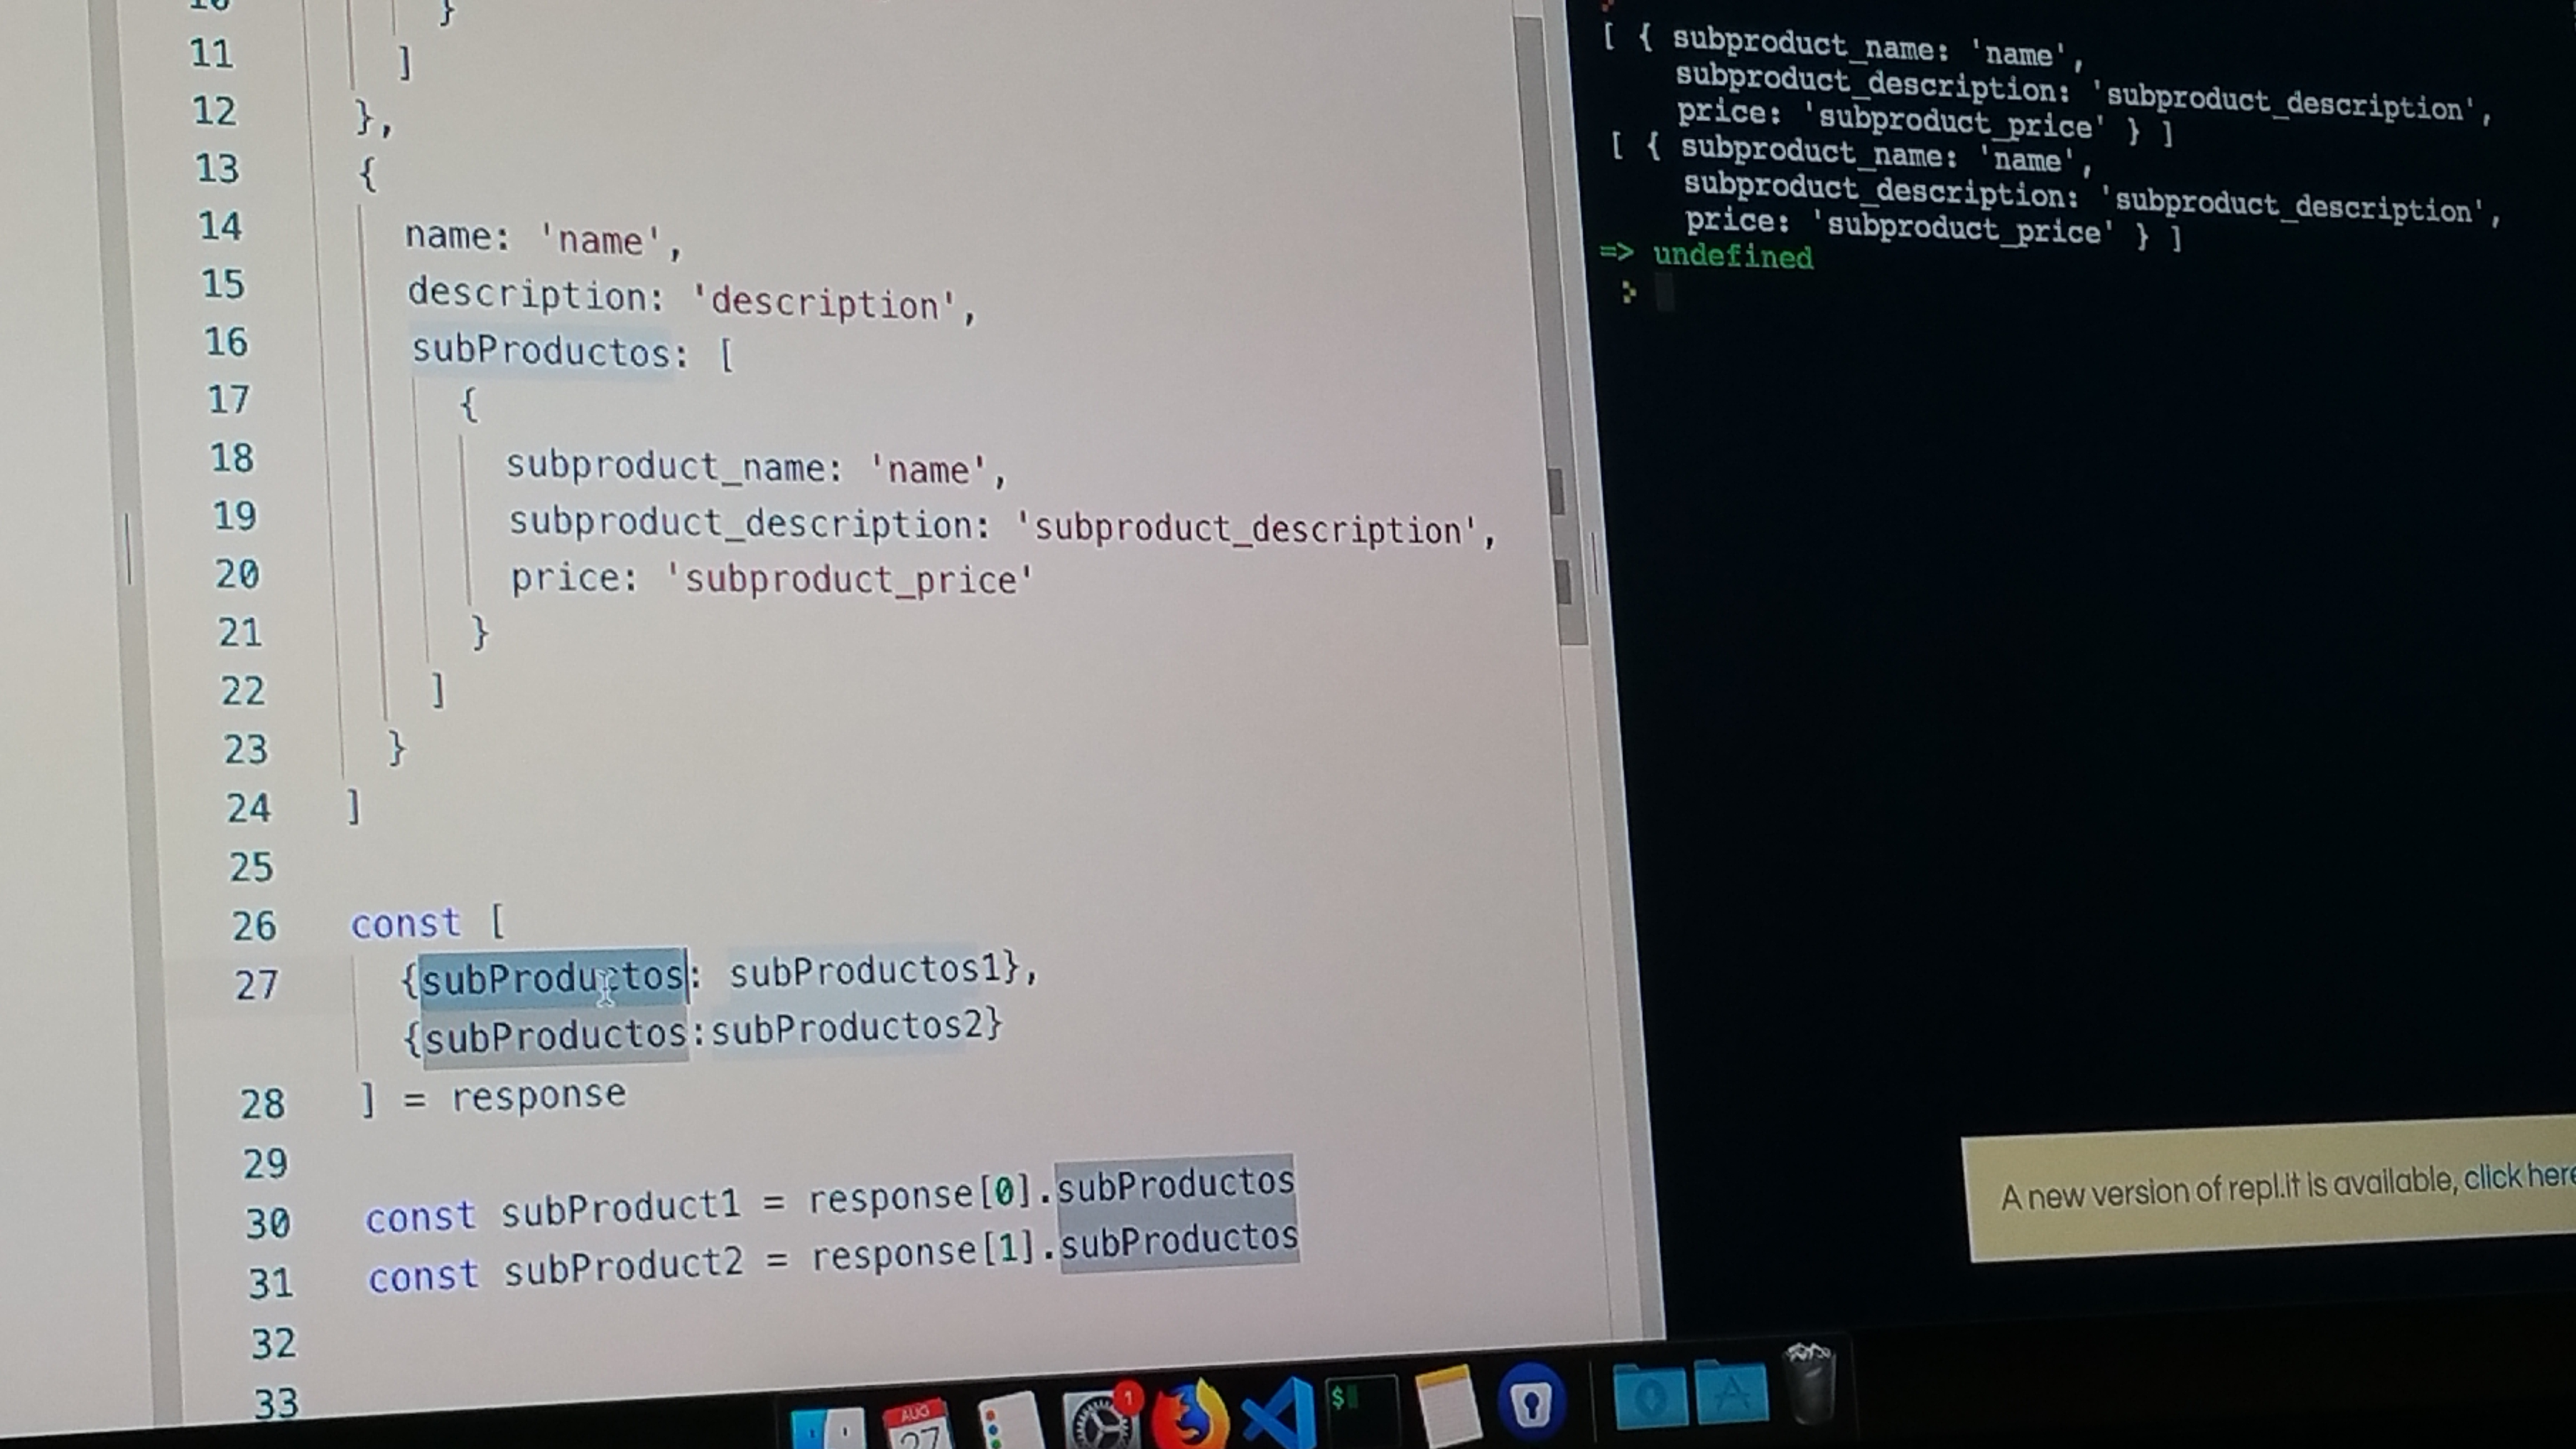 10 }
11 ]
12 },
13 {
14 name: 'name',
15 description: 'description',
16 subProductos: [
17 {
18 subproduct_name: 'name',
19 subproduct_description: 'subproduct_description',
20 price: 'subproduct_price'
21 }
22 ]
23 }
24 ]
25
26 const [
27 {subProductos: subProductos1},
{subProductos:subProductos2}
28 ] = response
29
30 const subProduct1 = response[0].subProductos
31 const subProduct2 = response[1].subProductos
32
33
[ { subproduct_name: 'name',
subproduct_description: 'subproduct_description',
price: 'subproduct_price' } ]
[ { subproduct_name: 'name',
subproduct_description: 'subproduct_description',
price: 'subproduct_price' } ]
=> undefined
A new version of repl.it is available, click here
AUG
27
1
$